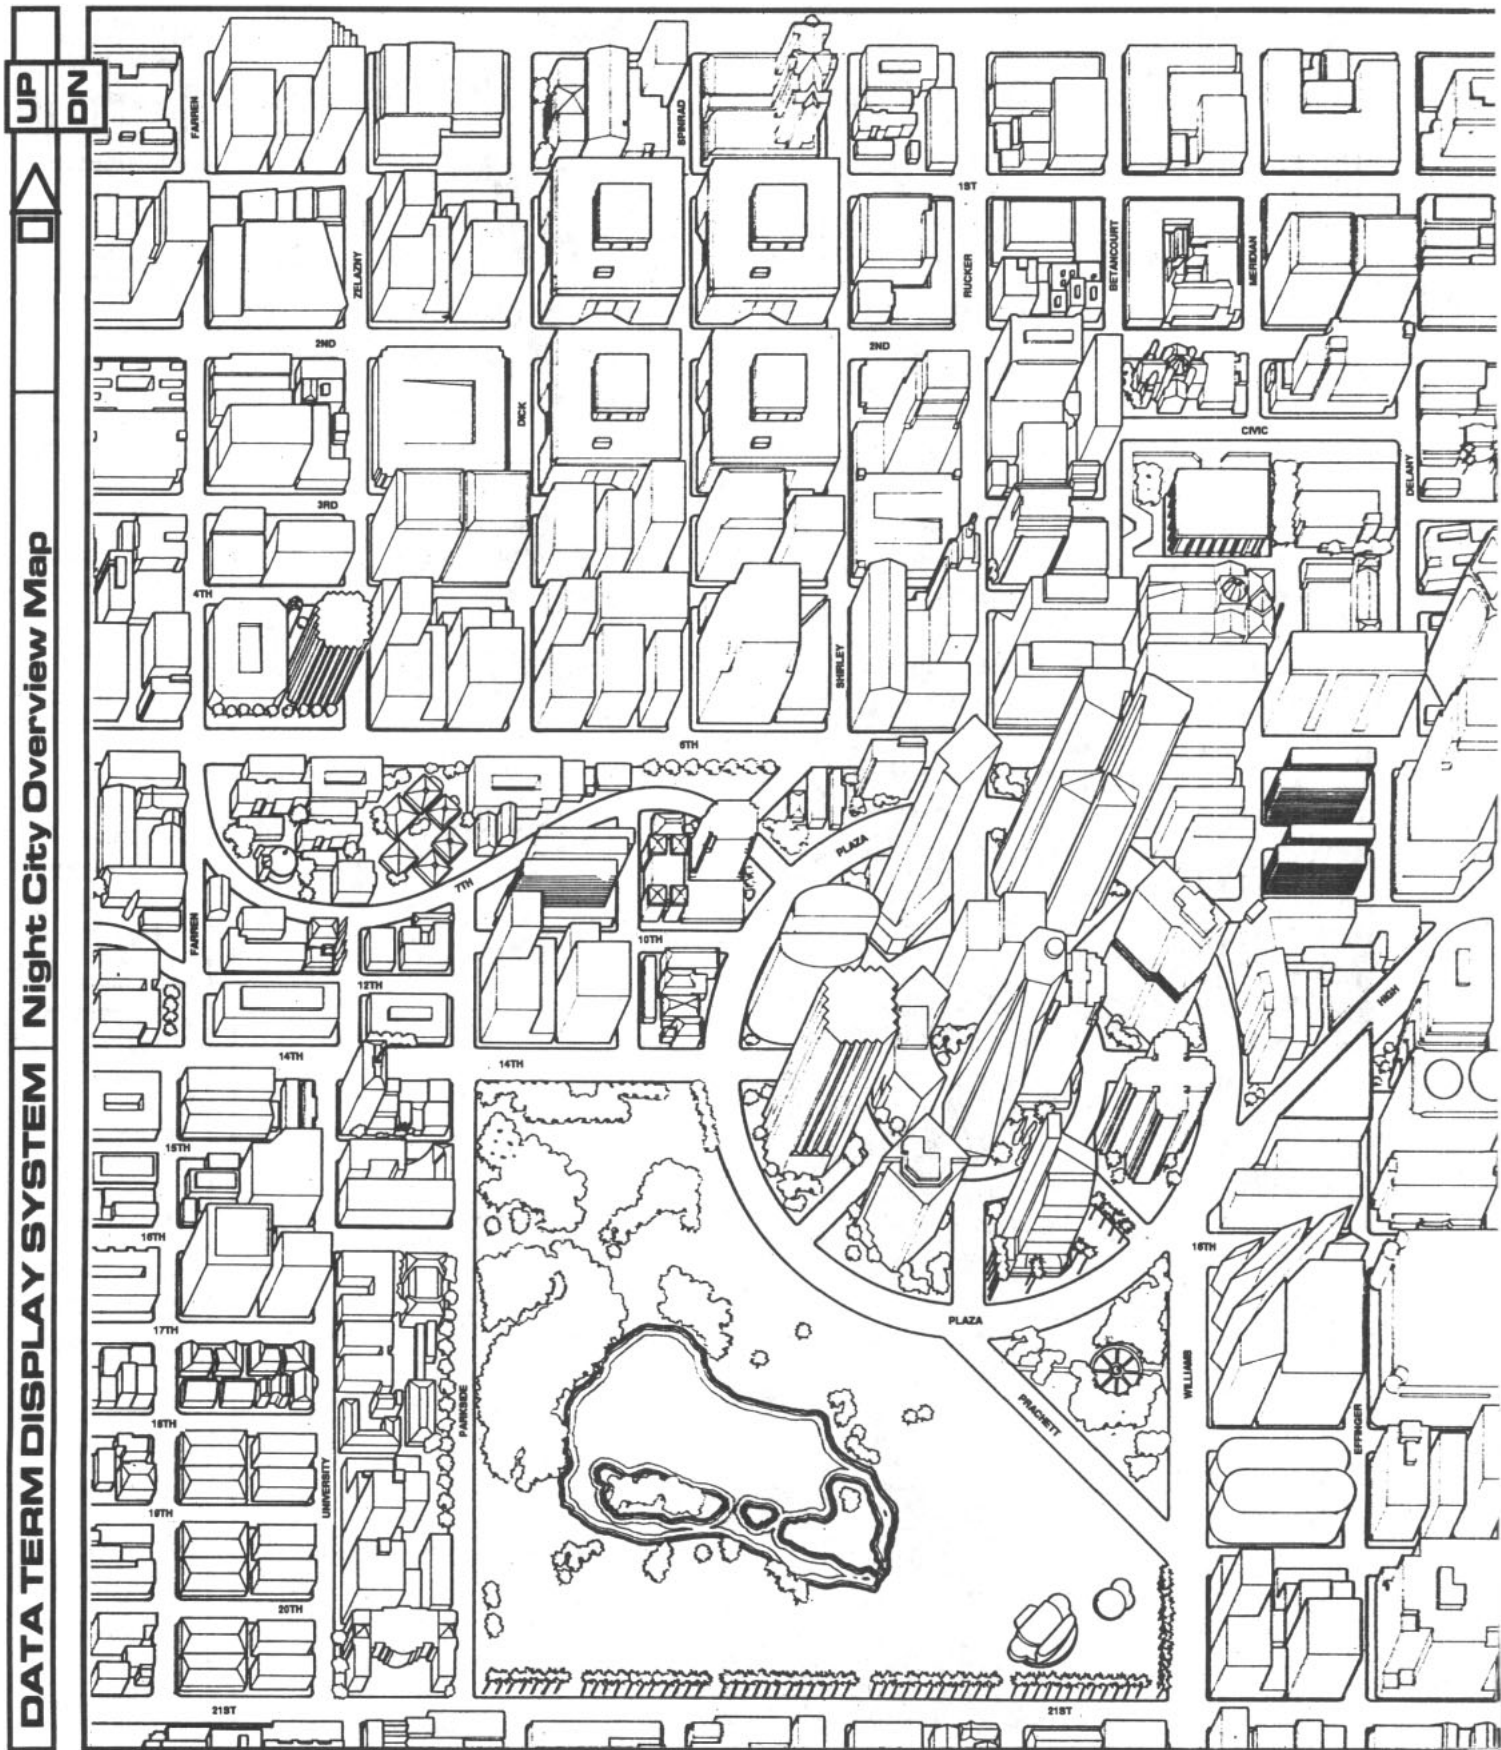 UP
DN
DATA TERM DISPLAY SYSTEM Night City Overview Map
FARREN
SPINRAD
1ST
ZELAZNY
RUCKER
BETANCOURT
MERIDIAN
2ND
2ND
DICK
CIVIC
DELANY
3RD
4TH
SHIRLEY
6TH
PLAZA
7TH
FARREN
10TH
12TH
HIGH
14TH
14TH
15TH
16TH
16TH
17TH
PLAZA
PARKSIDE
WILLIAMS
PRACHETT
18TH
EFFINGER
UNIVERSITY
19TH
20TH
21ST
21ST